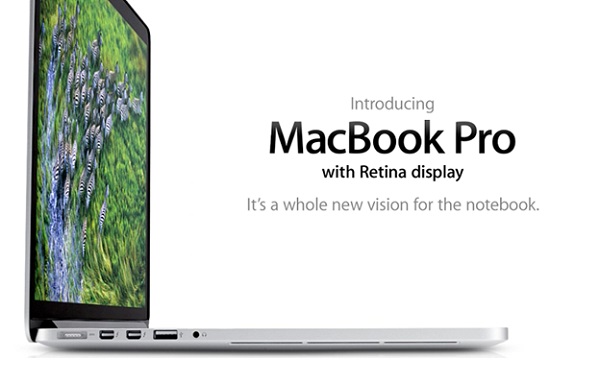 Introducing
MacBook Pro
with Retina display
It's a whole new vision for the notebook.